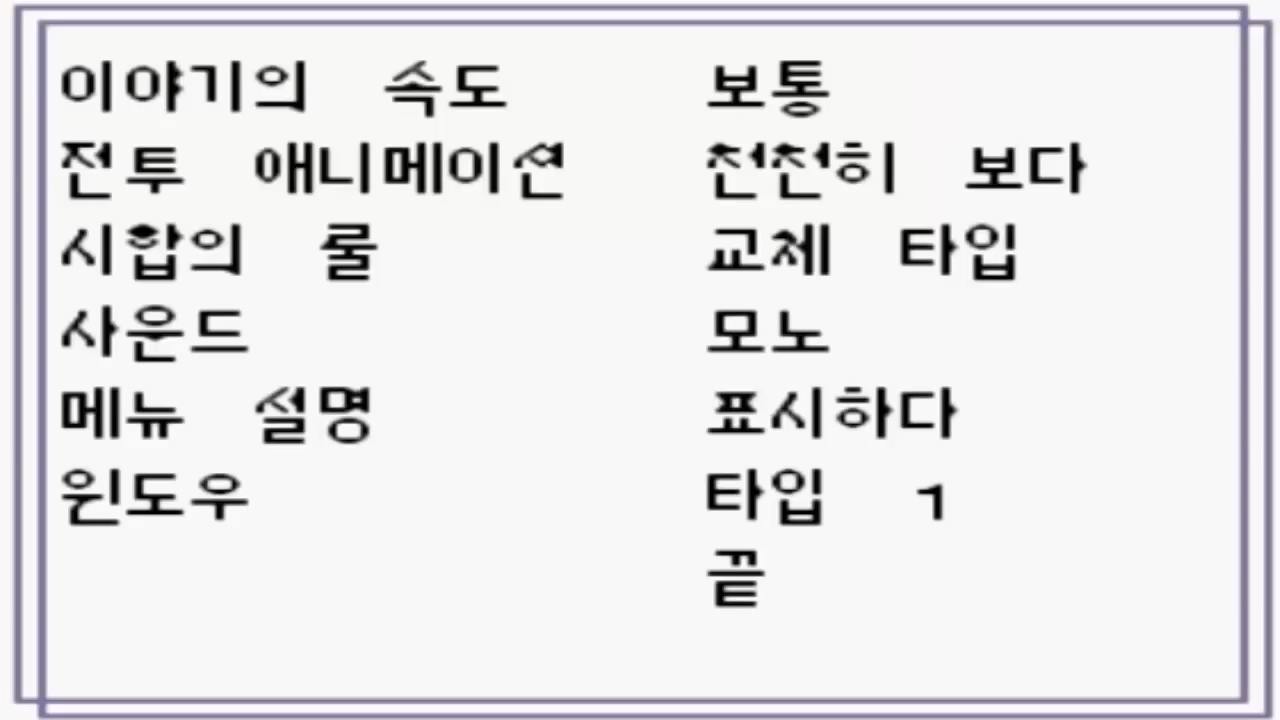 이야기의 속도 보통
전투 애니메이션 천천히 보다
시합의 룰 교체 타입
사운드 모노
메뉴 설명 표시하다
윈도우 타입 1
끝